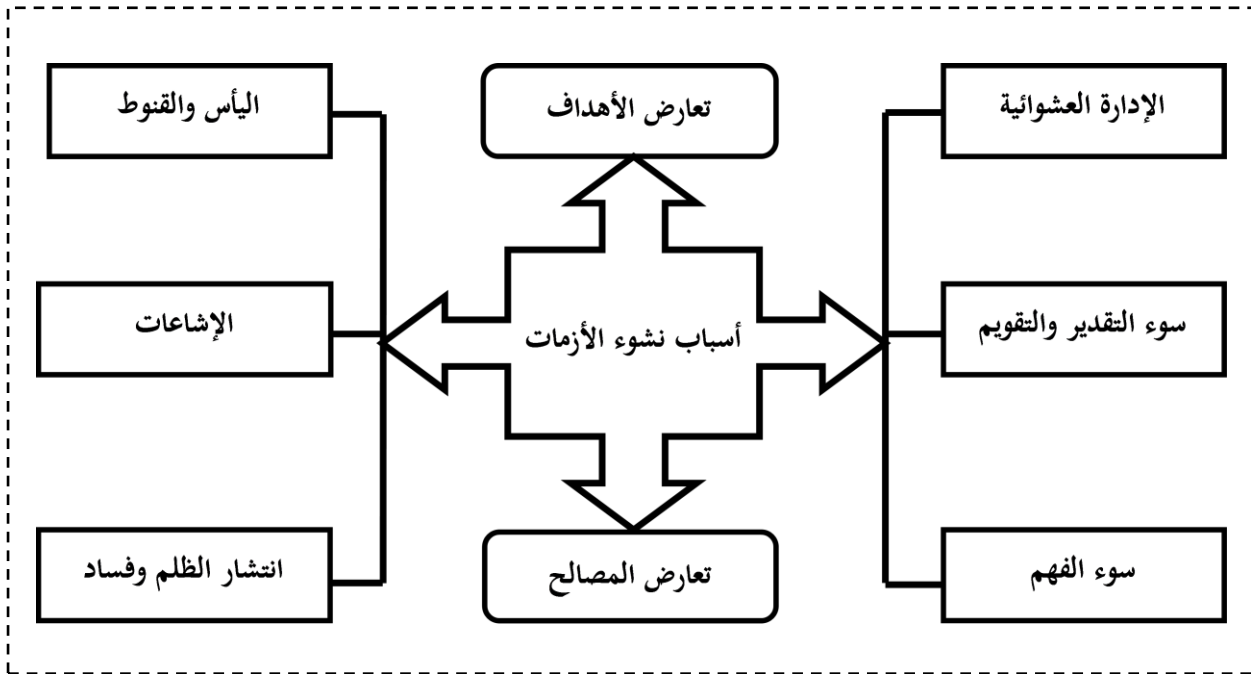 الإدارة العشوائية
تعارض الأهداف
اليأس والقنوط
سوء التقدير والتقويم
أسباب نشوء الأزمات
الإشاعات
سوء الفهم
تعارض المصالح
انتشار الظلم وفساد